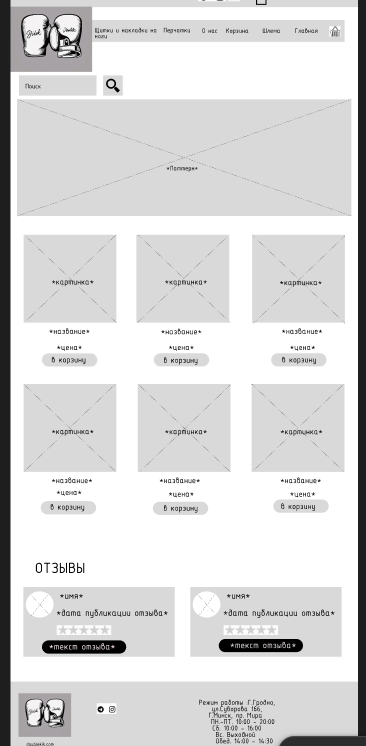 Щитки и накладки на
ноги
Перчатки
О нас
Корзина
Шлема
Главная
Поиск
*Паттерн*
*картинка*
*картинка*
*картинка*
*название*
*название*
*название*
*цена*
*цена*
*цена*
в корзину
в корзину
в корзину
*картинка*
*картинка*
*картинка*
*название*
*название*
*название*
*цена*
*цена*
*цена*
в корзину
в корзину
в корзину
ОТЗЫВЫ
*имя*
*дата публикации отзыва*
*текст отзыва*
*имя*
*дата публикации отзыва*
*текст отзыва*
Режим работы Г.Гродно,
ул.Суворова 166,
Г.Минск, пр. Мира
ПН.-ПТ. 10:00 - 20:00
Сб. 10:00 - 16:00
Вс. Выходной
Обед. 14:00 - 14:30